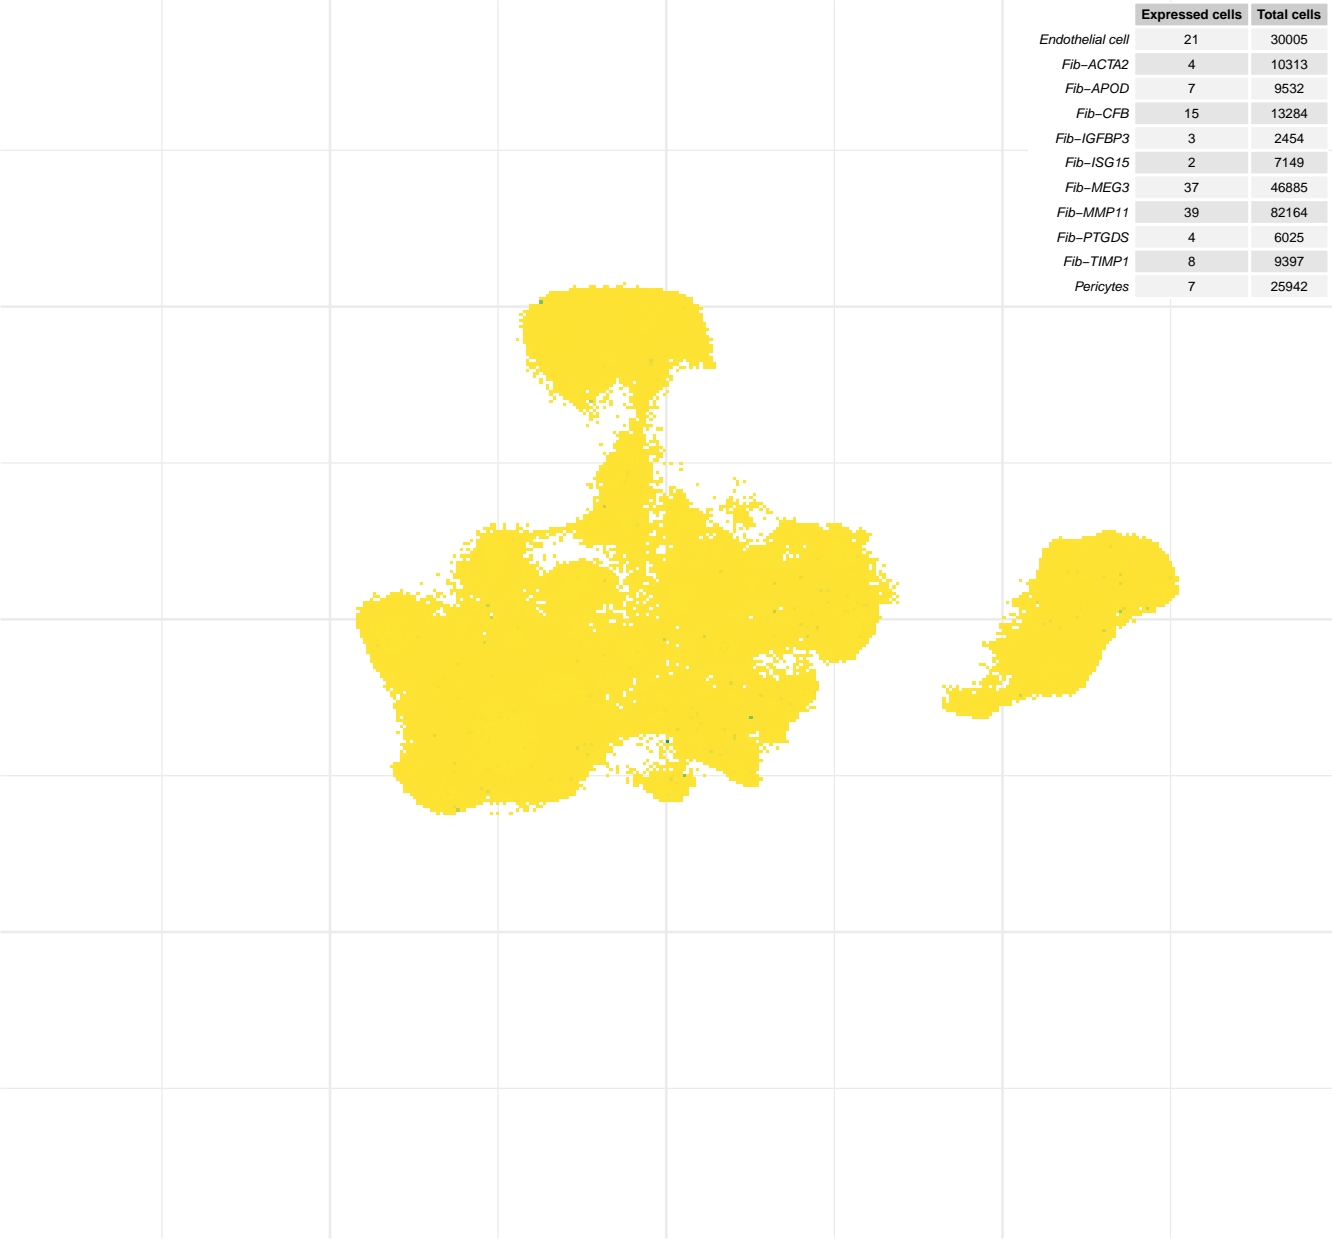 Expressed cells Total cells
Endothelial cell 21 30005
Fib−ACTA2 4 10313
Fib−APOD 7 9532
Fib−CFB 15 13284
Fib−IGFBP3 3 2454
Fib−ISG15 2 7149
Fib−MEG3 37 46885
Fib−MMP11 39 82164
Fib−PTGDS 4 6025
Fib−TIMP1 8 9397
Pericytes 7 25942